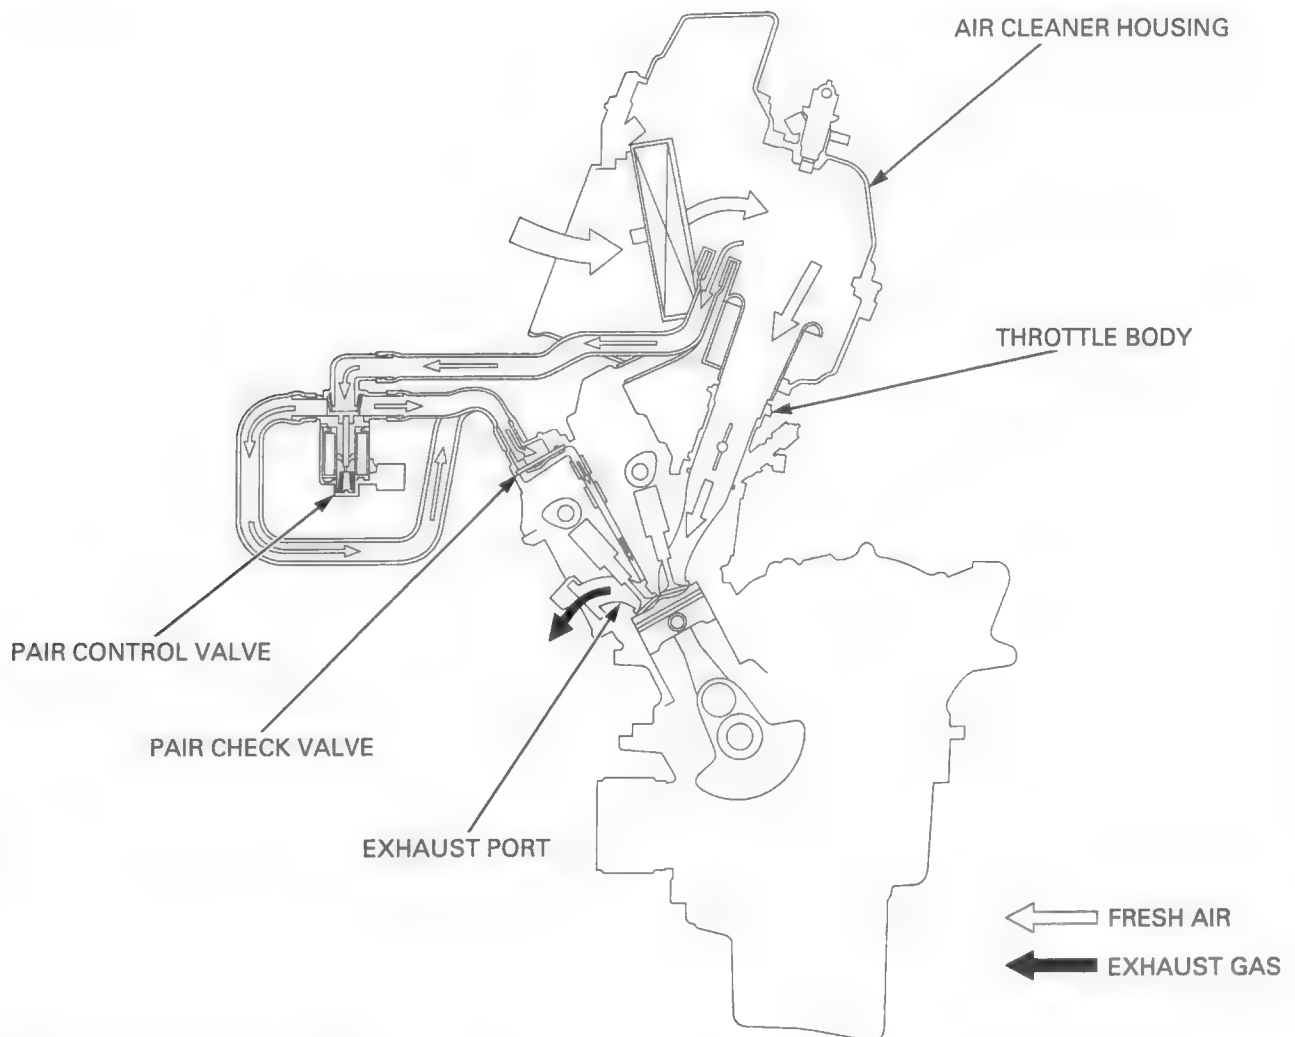 AIR CLEANER HOUSING
THROTTLE BODY
PAIR CONTROL VALVE
PAIR CHECK VALVE
EXHAUST PORT
FRESH AIR
EXHAUST GAS